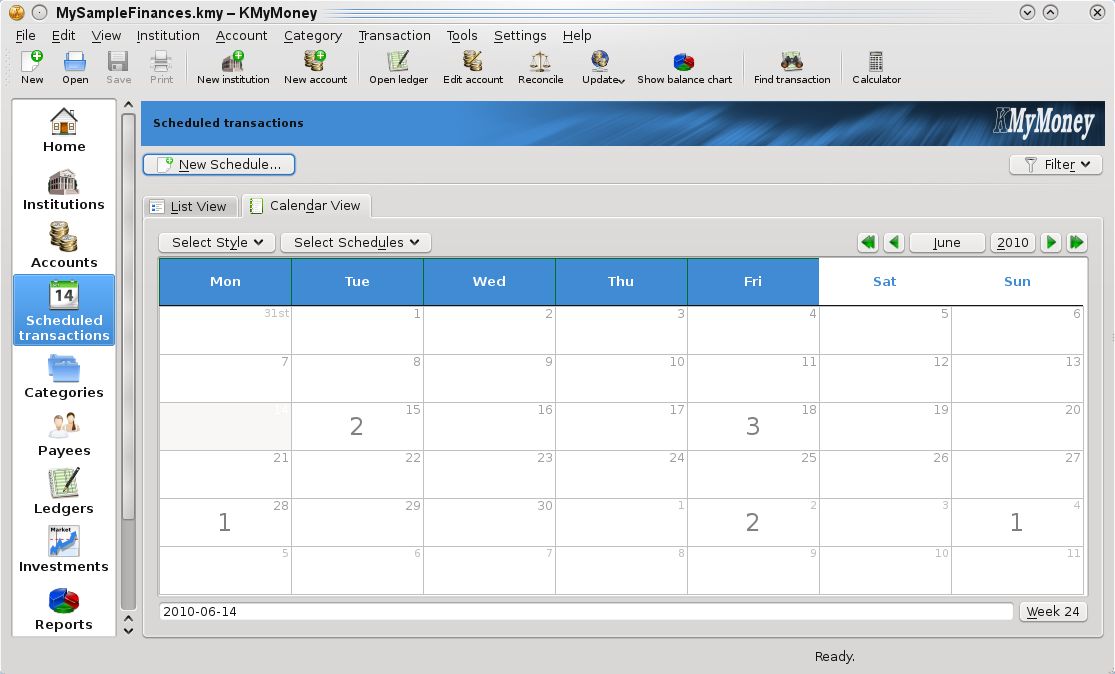 MySampleFinances.kmy – KMyMoney
File Edit View Institution Account Category Transaction Tools Settings Help
New Open Save Print New institution New account Open ledger Edit account Reconcile Update Show balance chart Find transaction Calculator
Home
Institutions
Accounts
14
Scheduled
transactions
Categories
Payees
Ledgers
Market
Investments
Reports
Scheduled transactions
KMyMoney
New Schedule... Filter
List View Calendar View
Select Style Select Schedules June 2010
Mon Tue Wed Thu Fri Sat Sun
31st 1 2 3 4 5 6
7 8 9 10 11 12 13
14 15 16 17 18 19 20
2 3
21 22 23 24 25 26 27
28 29 30 1 2 3 4
1 2 1
5 6 7 8 9 10 11
2010-06-14 Week 24
Ready.